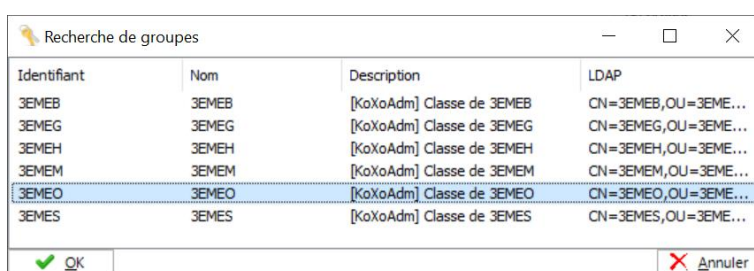 Recherche de groupes
Identifiant Nom Description LDAP
3EMEB 3EMEB [KoXoAdm] Classe de 3EMEB CN=3EMEB,OU=3EME...
3EMEG 3EMEG [KoXoAdm] Classe de 3EMEG CN=3EMEG,OU=3EME...
3EMEH 3EMEH [KoXoAdm] Classe de 3EMEH CN=3EMEH,OU=3EME...
3EMEM 3EMEM [KoXoAdm] Classe de 3EMEM CN=3EMEM,OU=3EME...
3EMEO 3EMEO [KoXoAdm] Classe de 3EMEO CN=3EMEO,OU=3EME...
3EMES 3EMES [KoXoAdm] Classe de 3EMES CN=3EMES,OU=3EME...
OK Annuler